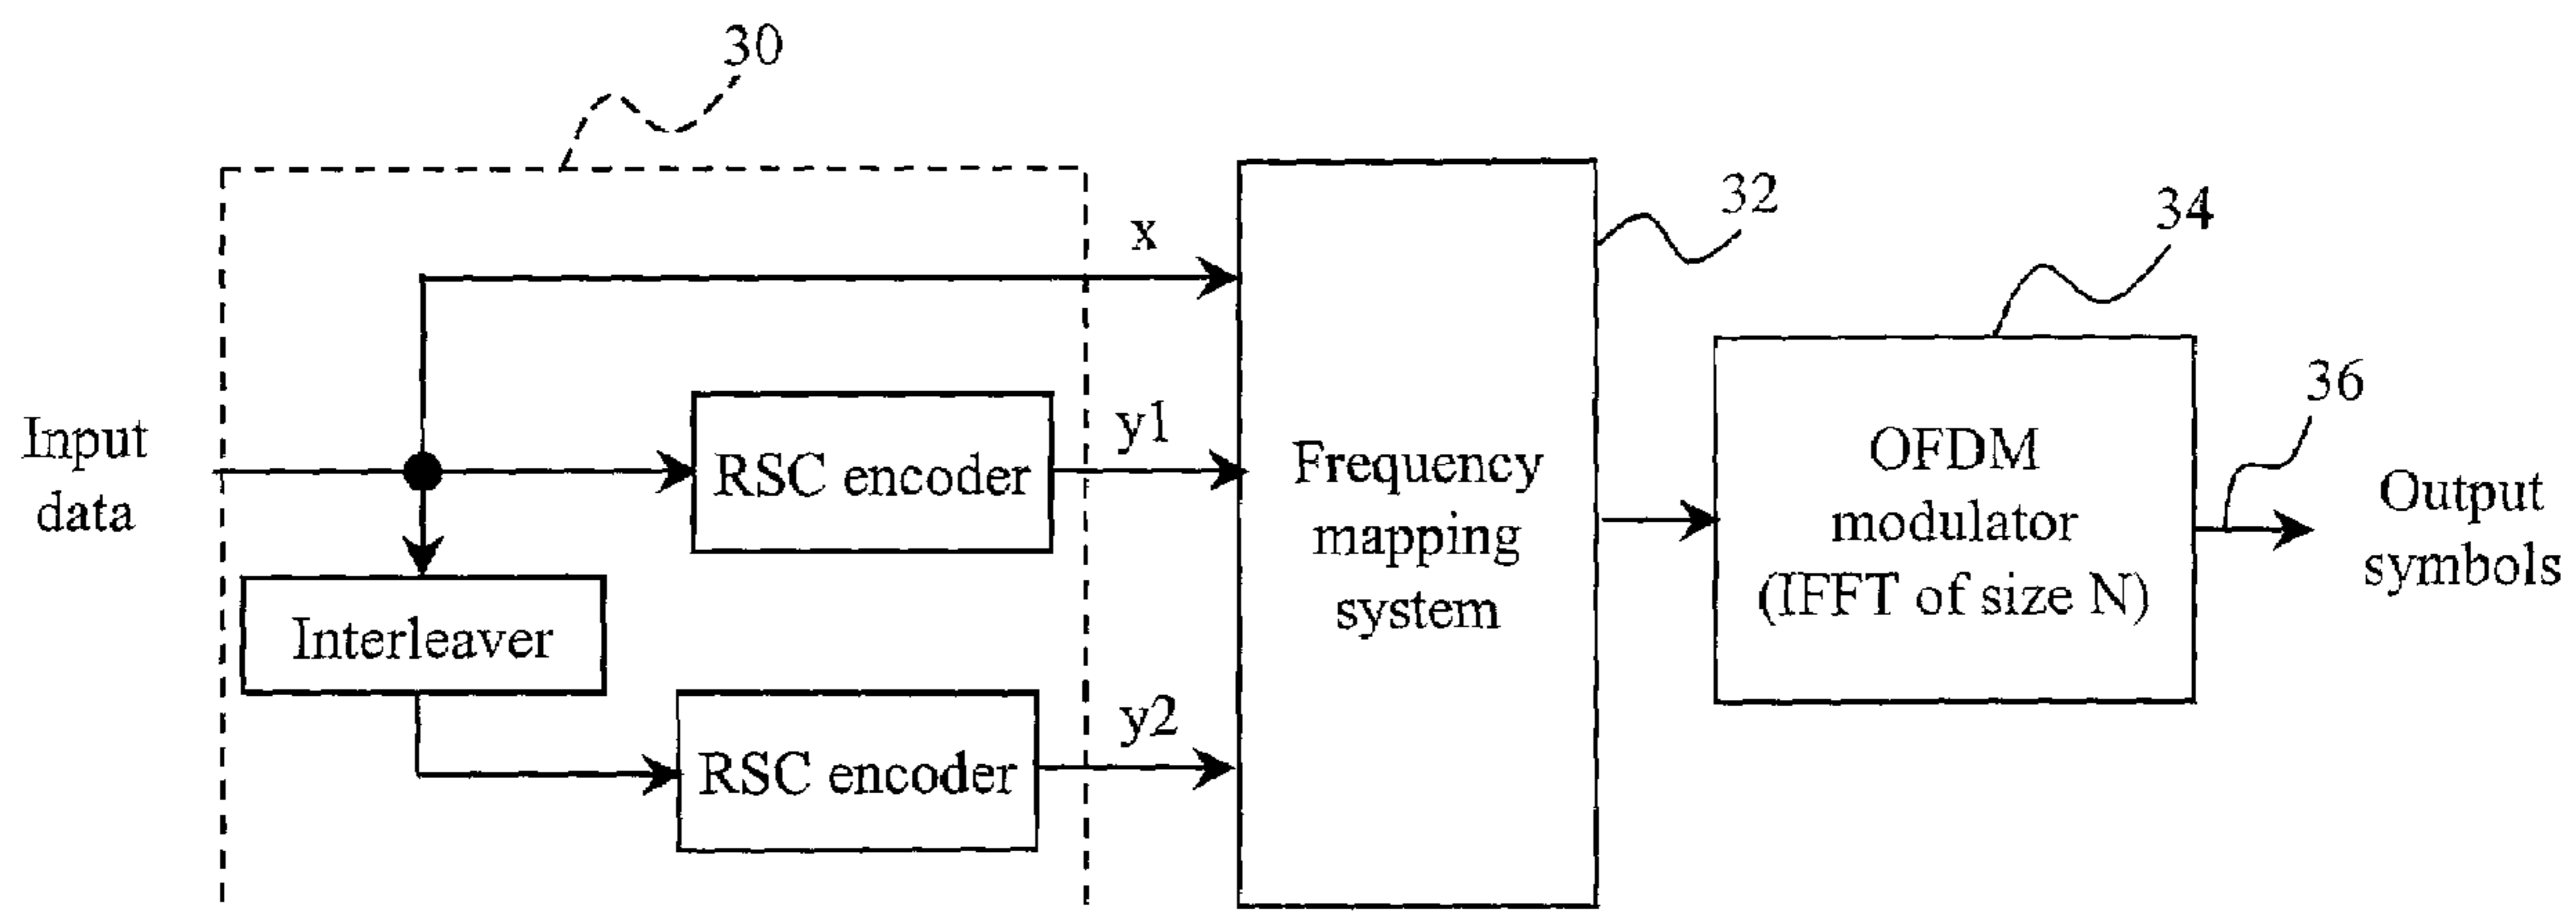 30
32
34
36
x
y1
y2
Input
data
RSC encoder
Interleaver
RSC encoder
Frequency
mapping
system
OFDM
modulator
(IFFT of size N)
Output
symbols